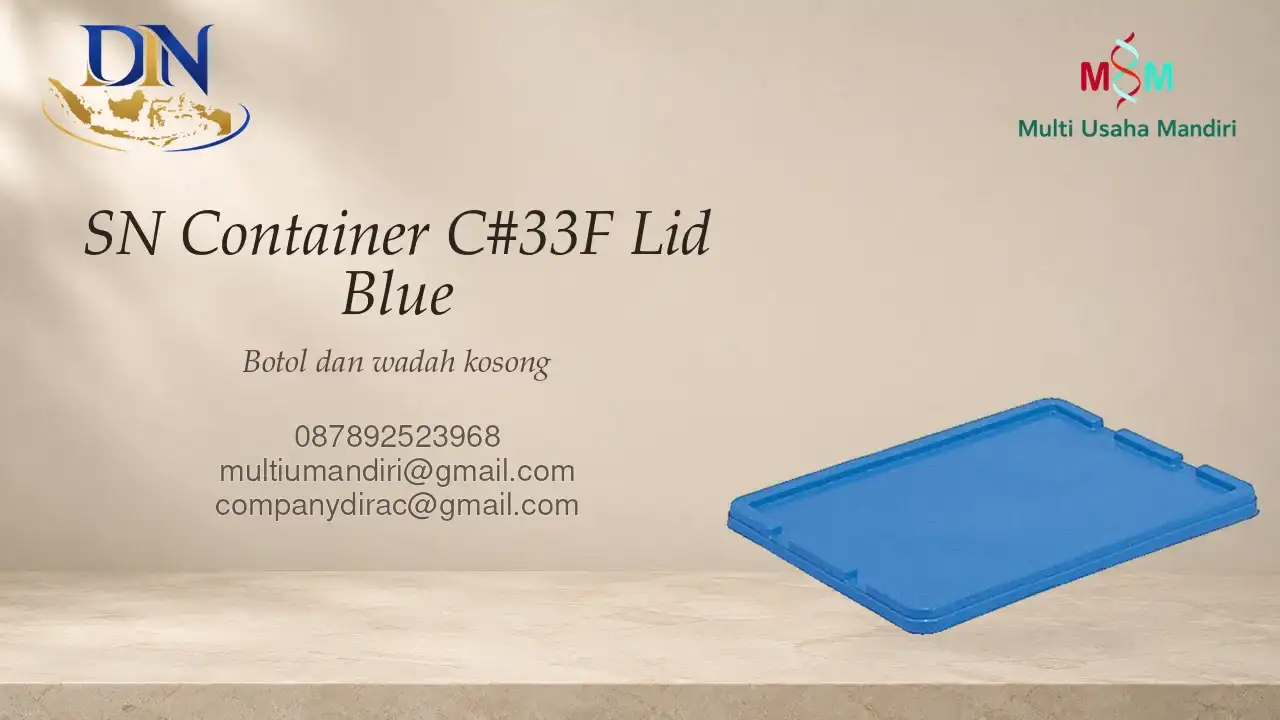 DN
M M
Multi Usaha Mandiri
SN Container C#33F Lid
Blue
Botol dan wadah kosong
087892523968
multiumandiri@gmail.com
companydirac@gmail.com